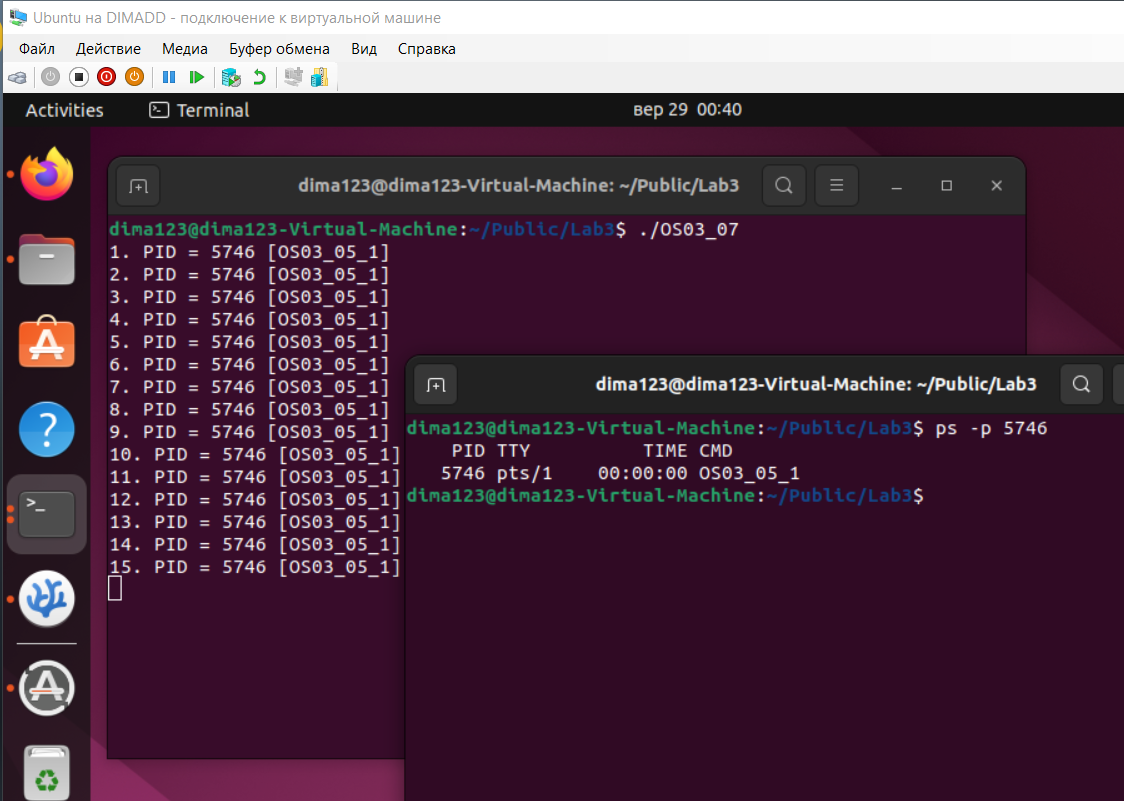 Ubuntu на DIMADD - подключение к виртуальной машине
Файл Действие Медиа Буфер обмена Вид Справка
Activities Terminal вер 29 00:40
dima123@dima123-Virtual-Machine: ~/Public/Lab3
dima123@dima123-Virtual-Machine:~/Public/Lab3$ ./OS03_07
1. PID = 5746 [OS03_05_1]
2. PID = 5746 [OS03_05_1]
3. PID = 5746 [OS03_05_1]
4. PID = 5746 [OS03_05_1]
5. PID = 5746 [OS03_05_1]
6. PID = 5746 [OS03_05_1]
7. PID = 5746 [OS03_05_1]
8. PID = 5746 [OS03_05_1]
9. PID = 5746 [OS03_05_1]
10. PID = 5746 [OS03_05_1]
11. PID = 5746 [OS03_05_1]
12. PID = 5746 [OS03_05_1]
13. PID = 5746 [OS03_05_1]
14. PID = 5746 [OS03_05_1]
15. PID = 5746 [OS03_05_1]
dima123@dima123-Virtual-Machine: ~/Public/Lab3
dima123@dima123-Virtual-Machine:~/Public/Lab3$ ps -p 5746
PID TTY TIME CMD
5746 pts/1 00:00:00 OS03_05_1
dima123@dima123-Virtual-Machine:~/Public/Lab3$